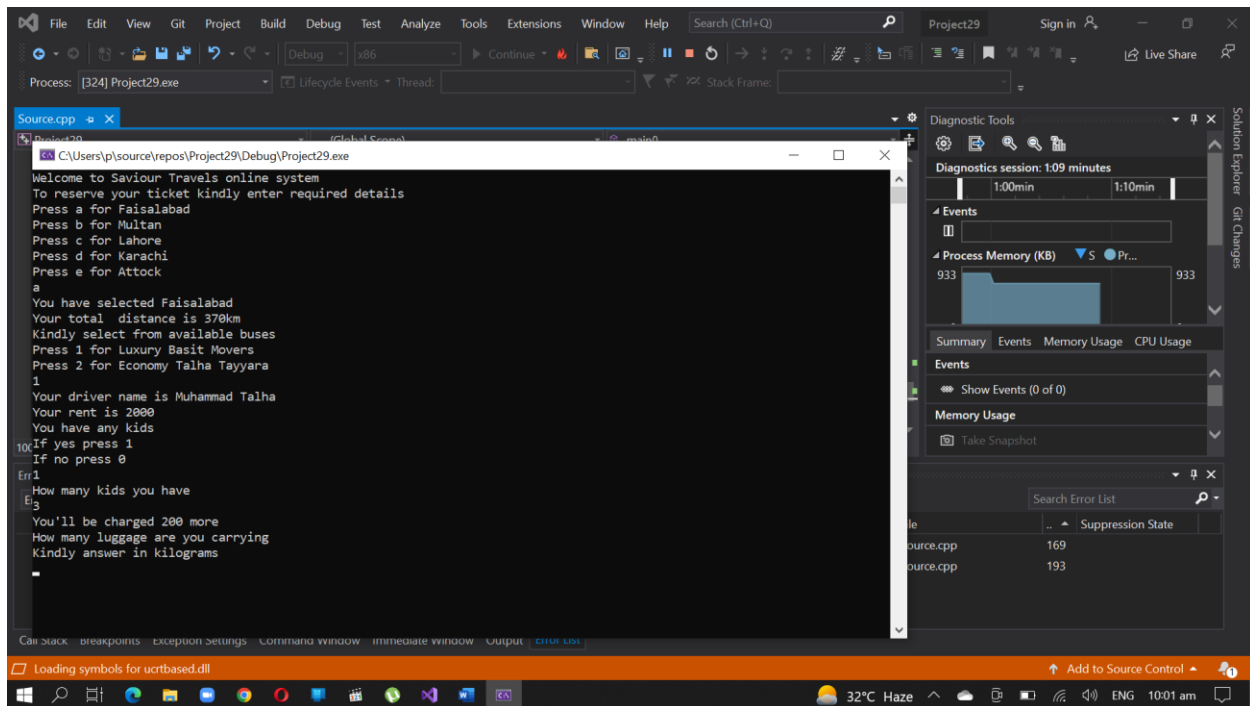 File Edit View Git Project Build Debug Test Analyze Tools Extensions Window Help Search (Ctrl+Q) Project29 Sign in
Debug x86 Continue Live Share
Process: [324] Project29.exe Lifecycle Events Thread: Stack Frame:
Source.cpp
Project29 (Global Scope) main()
C:\Users\p\source\repos\Project29\Debug\Project29.exe
Welcome to Saviour Travels online system
To reserve your ticket kindly enter required details
Press a for Faisalabad
Press b for Multan
Press c for Lahore
Press d for Karachi
Press e for Attock
a
You have selected Faisalabad
Your total  distance is 370km
Kindly select from available buses
Press 1 for Luxury Basit Movers
Press 2 for Economy Talha Tayyara
1
Your driver name is Muhammad Talha
Your rent is 2000
You have any kids
If yes press 1
If no press 0
1
How many kids you have
3
You'll be charged 200 more
How many luggage are you carrying
Kindly answer in kilograms
Diagnostic Tools
Diagnostics session: 1:09 minutes
1:00min 1:10min
Events
Process Memory (KB) S Pr...
933 933
Summary Events Memory Usage CPU Usage
Events
Show Events (0 of 0)
Memory Usage
Take Snapshot
Search Error List
.. Suppression State
169
193
Solution Explorer
Git Changes
Call Stack Breakpoints Exception Settings Command Window Immediate Window Output Error List
Loading symbols for ucrtbased.dll Add to Source Control 1
32°C Haze ENG 10:01 am